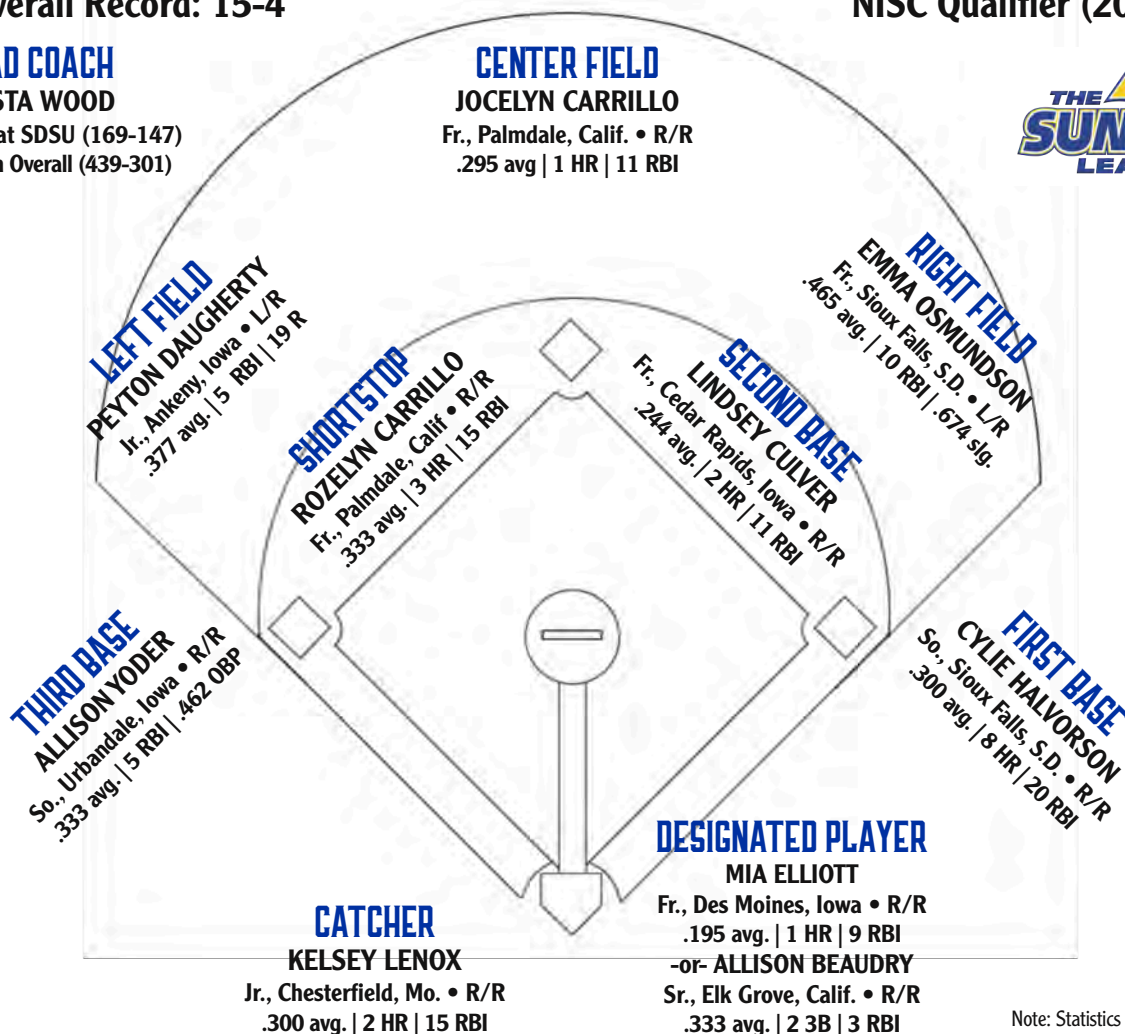 Overall Record: 15-4
NISC Qualifier (20
AD COACH
STA WOOD
at SDSU (169-147)
Overall (439-301)
CENTER FIELD
JOCELYN CARRILLO
Fr., Palmdale, Calif. • R/R
.295 avg | 1 HR | 11 RBI
THE
SUM
LEA
LEFT FIELD
PEYTON DAUGHERTY
Jr., Ankeny, Iowa • L/R
.377 avg. | 5 RBI | 19 R
RIGHT FIELD
EMMA OSMUNDSON
Fr., Sioux Falls, S.D. • L/R
.465 avg. | 10 RBI | .674 slg.
SHORTSTOP
ROZELYN CARRILLO
Fr., Palmdale, Calif • R/R
.333 avg. | 3 HR | 15 RBI
SECOND BASE
LINDSEY CULVER
Fr., Cedar Rapids, Iowa • R/R
.244 avg. | 2 HR | 11 RBI
THIRD BASE
ALLISON YODER
So., Urbandale, Iowa • R/R
.333 avg. | 5 RBI | .462 OBP
FIRST BASE
CYLIE HALVORSON
So., Sioux Falls, S.D. • R/R
.300 avg. | 8 HR | 20 RBI
DESIGNATED PLAYER
MIA ELLIOTT
Fr., Des Moines, Iowa • R/R
.195 avg. | 1 HR | 9 RBI
-or- ALLISON BEAUDRY
Sr., Elk Grove, Calif. • R/R
.333 avg. | 2 3B | 3 RBI
CATCHER
KELSEY LENOX
Jr., Chesterfield, Mo. • R/R
.300 avg. | 2 HR | 15 RBI
Note: Statistics